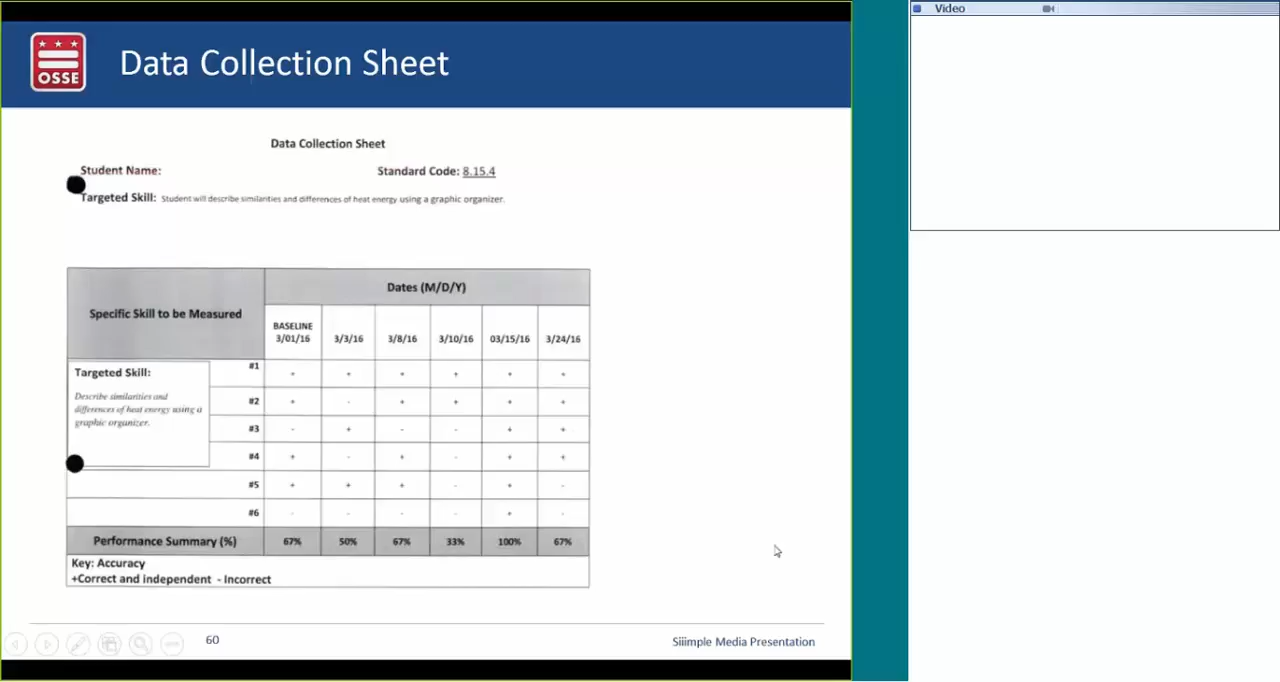 Video
OSSE
Data Collection Sheet
Data Collection Sheet
Student Name:
Standard Code: 8.15.4
Targeted Skill: Student will describe similarities and differences of heat energy using a graphic organizer.
Specific Skill to be Measured
Dates (M/D/Y)
BASELINE
3/01/16 3/3/16 3/8/16 3/10/16 03/15/16 3/24/16
Targeted Skill:
Describe similarities and
differences of heat energy using a
graphic organizer.
#1 + + + + + +
#2 + - + + + +
#3 - + - - + +
#4 + - + - + +
#5 + + + - + -
#6 - - - - + -
Performance Summary (%) 67% 50% 67% 33% 100% 67%
Key: Accuracy
+Correct and independent - Incorrect
60
Siiimple Media Presentation